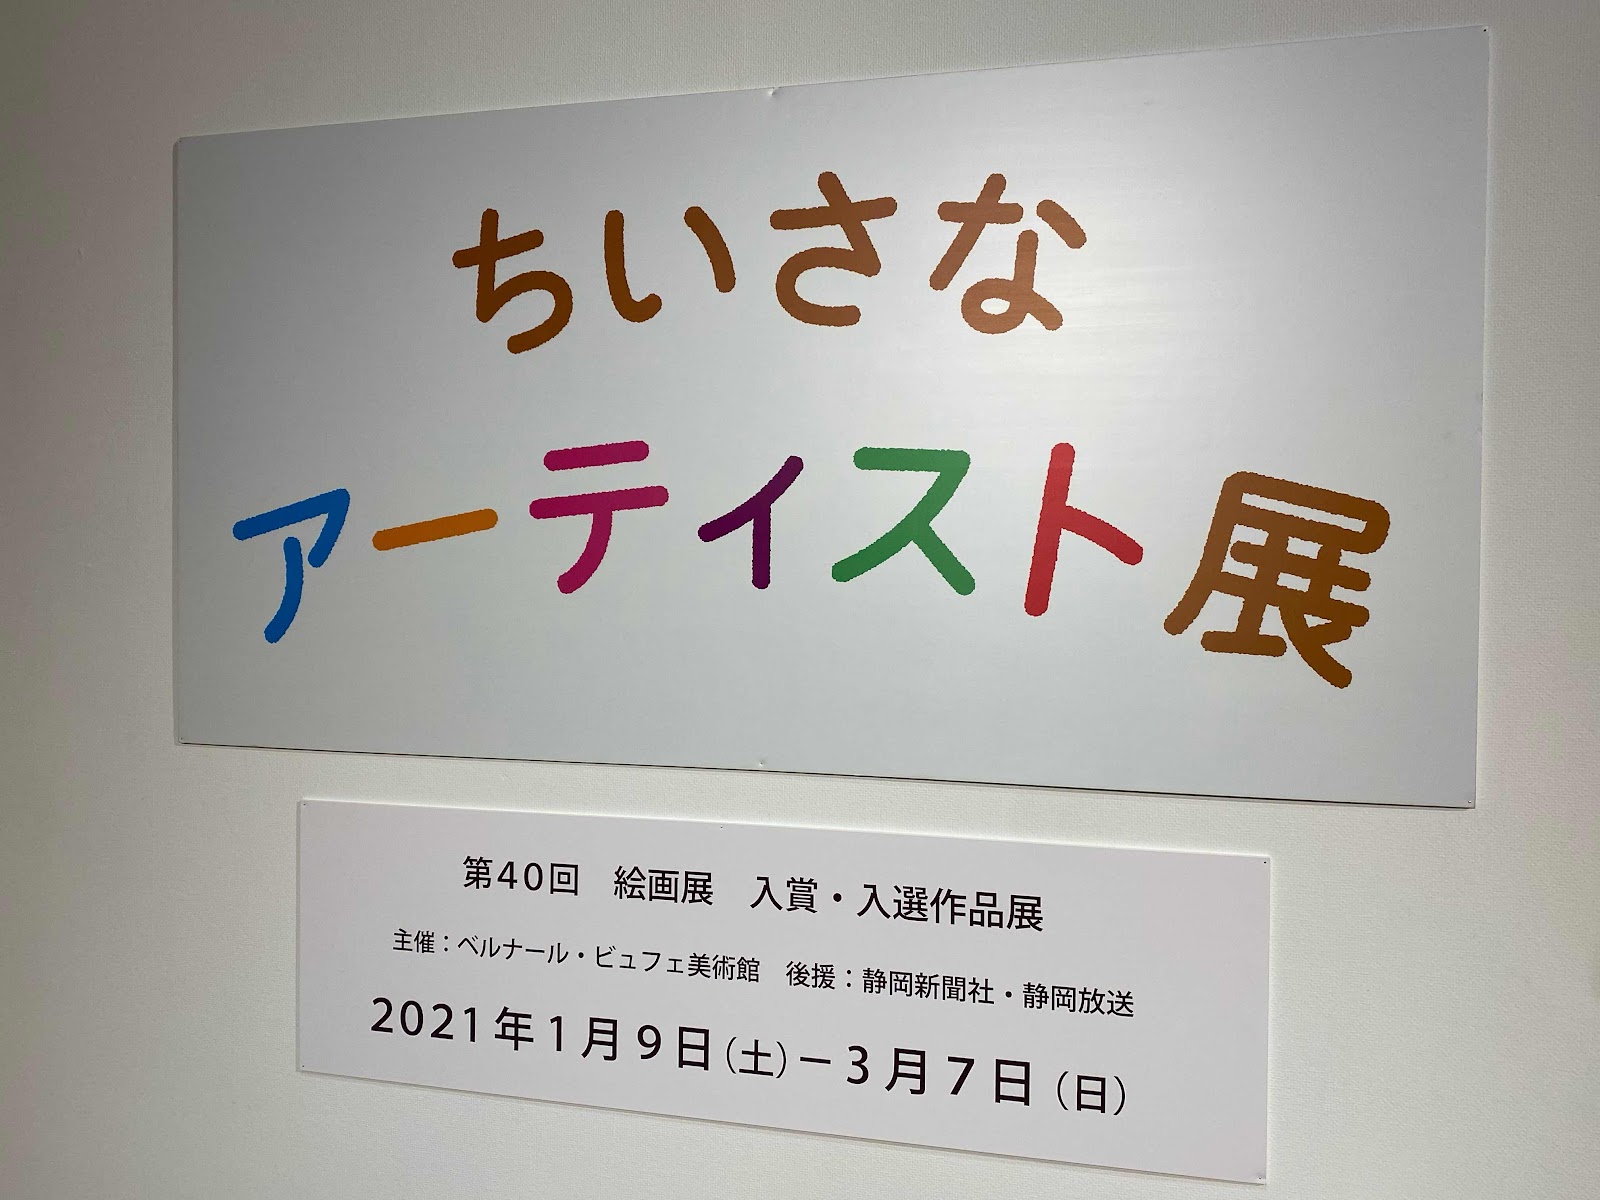 ちいさな
アーティスト展
第40回　絵画展　入賞・入選作品展
主催：ベルナール・ビュフェ美術館　後援：静岡新聞社・静岡放送
2021年1月9日(土)－3月7日(日)